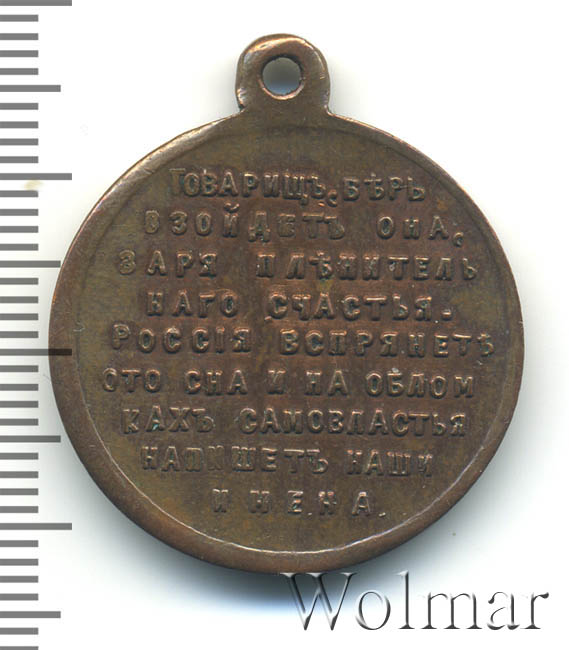 ТОВАРИЩЪ, ВѢРЬ
ВЗОЙДЕТЪ ОНА,
ЗАРЯ ПЛѢНИТЕЛЬ
НАГО СЧАСТЬЯ.
РОССІЯ ВСПРЯНЕТЪ
ОТО СНА И НА ОБЛОМ
КАХЪ САМОВЛАСТЬЯ
НАПИШЕТЪ НАШИ
ИМЕНА.
Wolmar